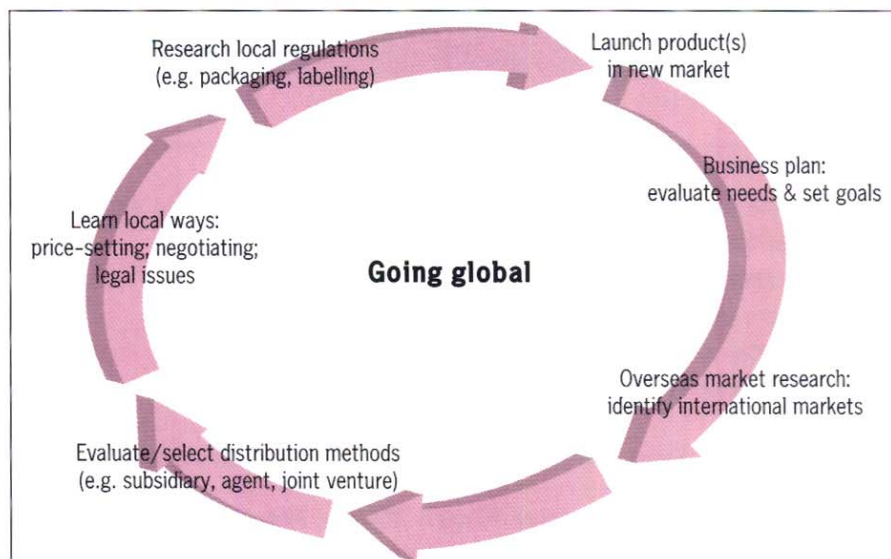 Research local regulations
(e.g. packaging, labelling)
Launch product(s)
in new market
Business plan:
evaluate needs & set goals
Learn local ways:
price-setting; negotiating;
legal issues
Going global
Overseas market research:
identify international markets
Evaluate/select distribution methods
(e.g. subsidiary, agent, joint venture)